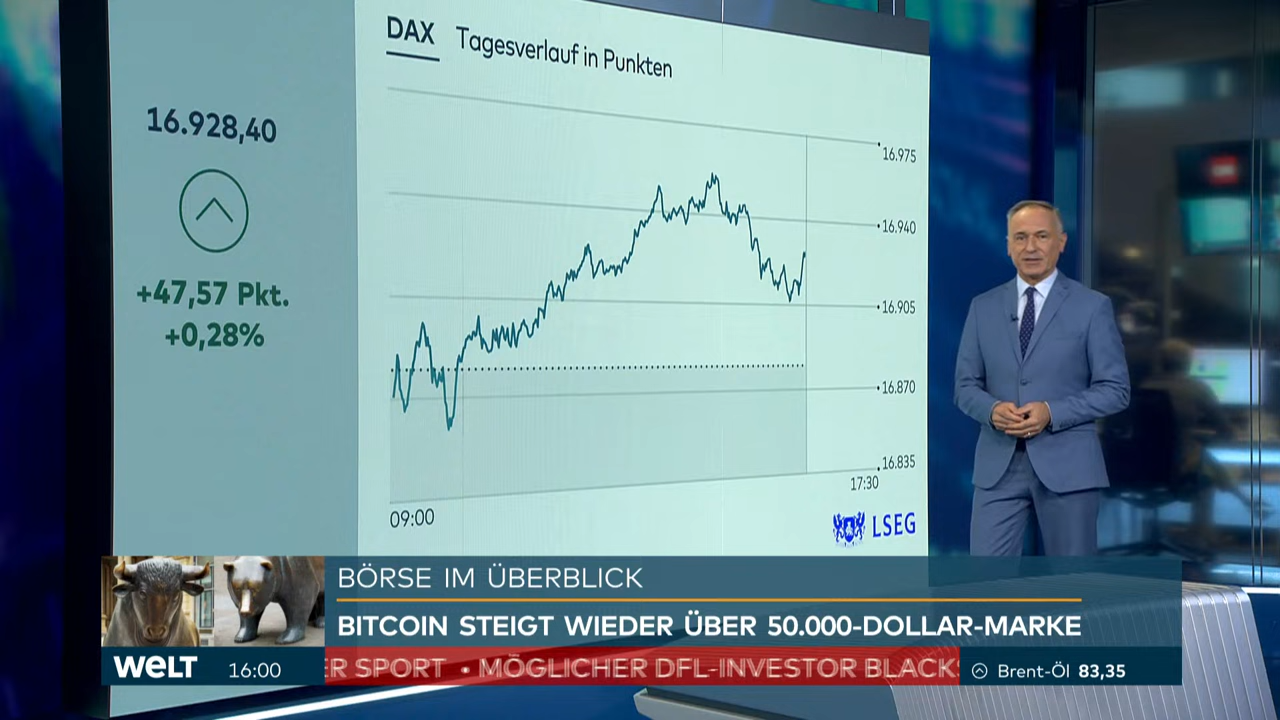 DAX Tagesverlauf in Punkten
16.928,40
+47,57 Pkt.
+0,28%
16.975
16.940
16.905
16.870
16.835
09:00
17:30
LSEG
BÖRSE IM ÜBERBLICK
BITCOIN STEIGT WIEDER ÜBER 50.000-DOLLAR-MARKE
welt 16:00 R SPORT • MÖGLICHER DFL-INVESTOR BLACKS Brent-Öl 83,35